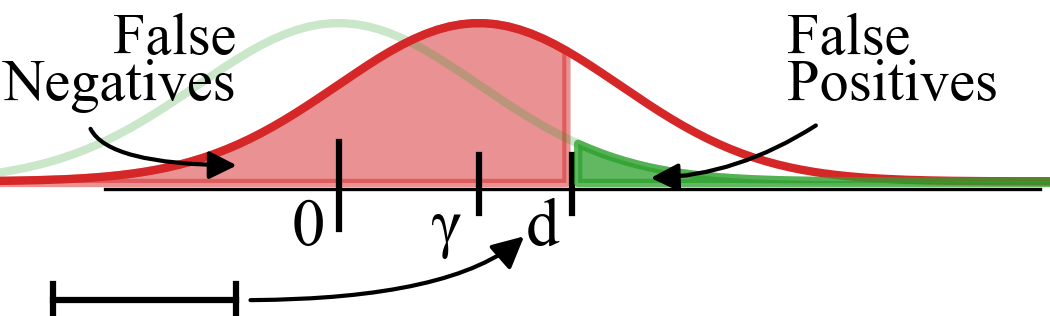 False
Negatives
False
Positives
0
γ
d